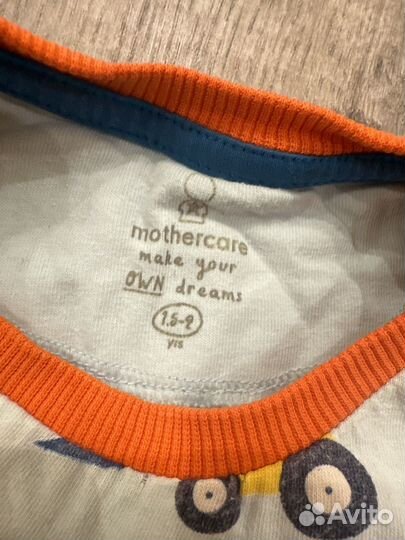 mothercare
make your
OWN dreams
1.5-2
yrs
Avito